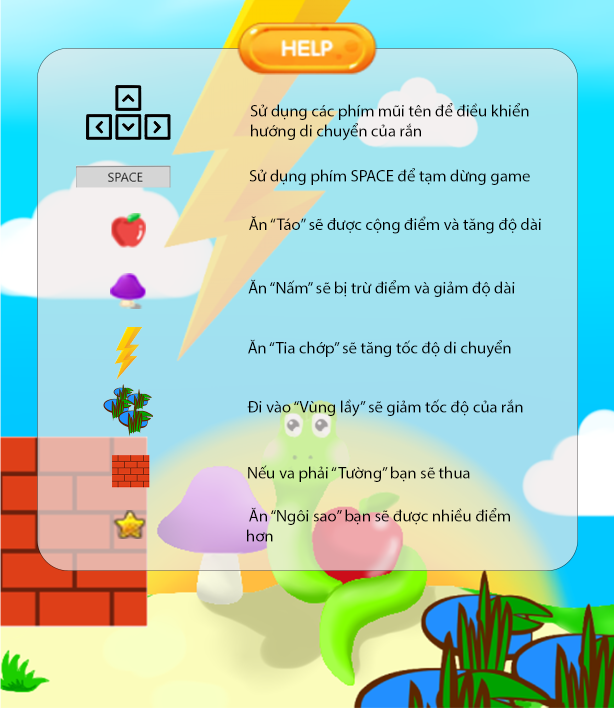 HELP
Sử dụng các phím mũi tên để điều khiển
hướng di chuyển của rắn
SPACE
Sử dụng phím SPACE để tạm dừng game
Ăn “Táo” sẽ được cộng điểm và tăng độ dài
Ăn “Nấm” sẽ bị trừ điểm và giảm độ dài
Ăn “Tia chớp” sẽ tăng tốc độ di chuyển
Đi vào “Vùng lầy” sẽ giảm tốc độ của rắn
Nếu va phải “Tường” bạn sẽ thua
Ăn “Ngôi sao” bạn sẽ được nhiều điểm
hơn